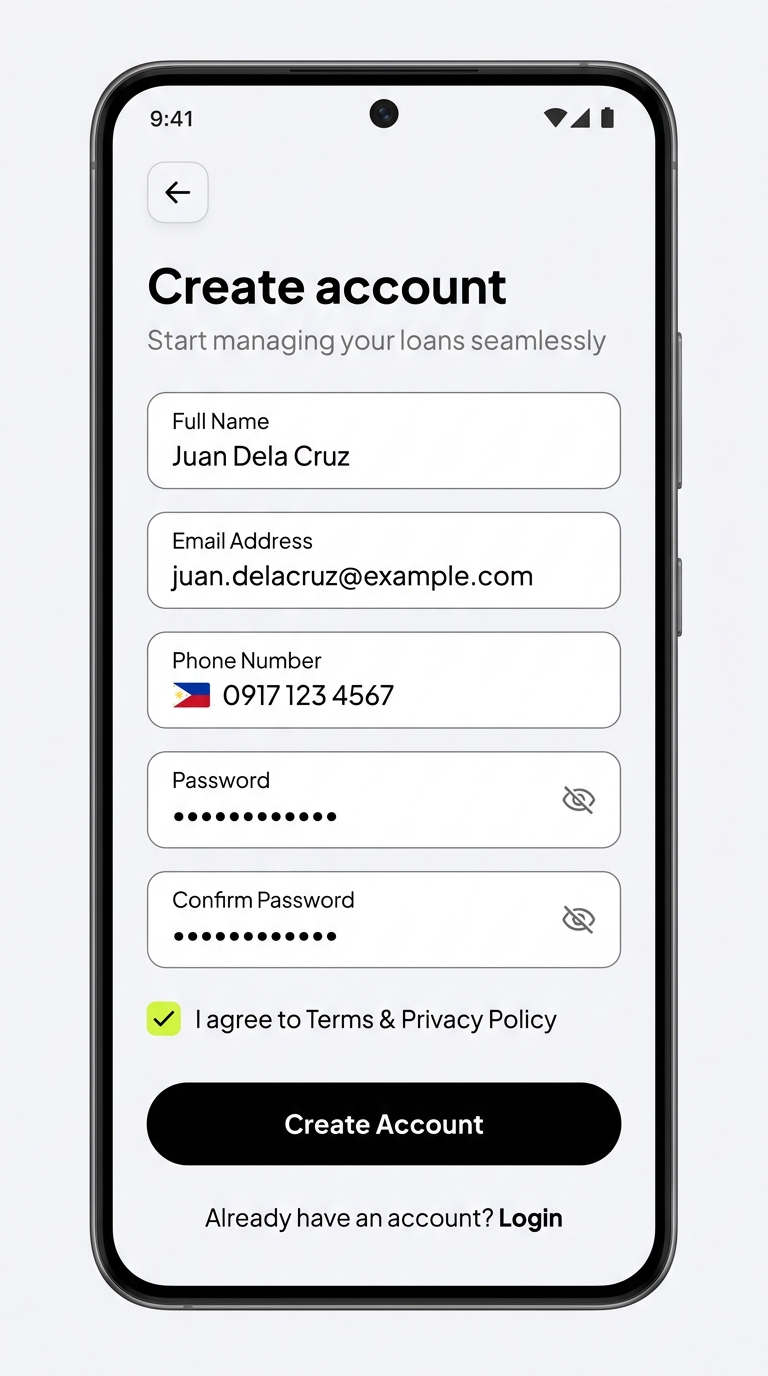 9:41
Create account
Start managing your loans seamlessly
Full Name
Juan Dela Cruz
Email Address
juan.delacruz@example.com
Phone Number
0917 123 4567
Password
••••••••••••
Confirm Password
••••••••••••
I agree to Terms & Privacy Policy
Create Account
Already have an account? Login